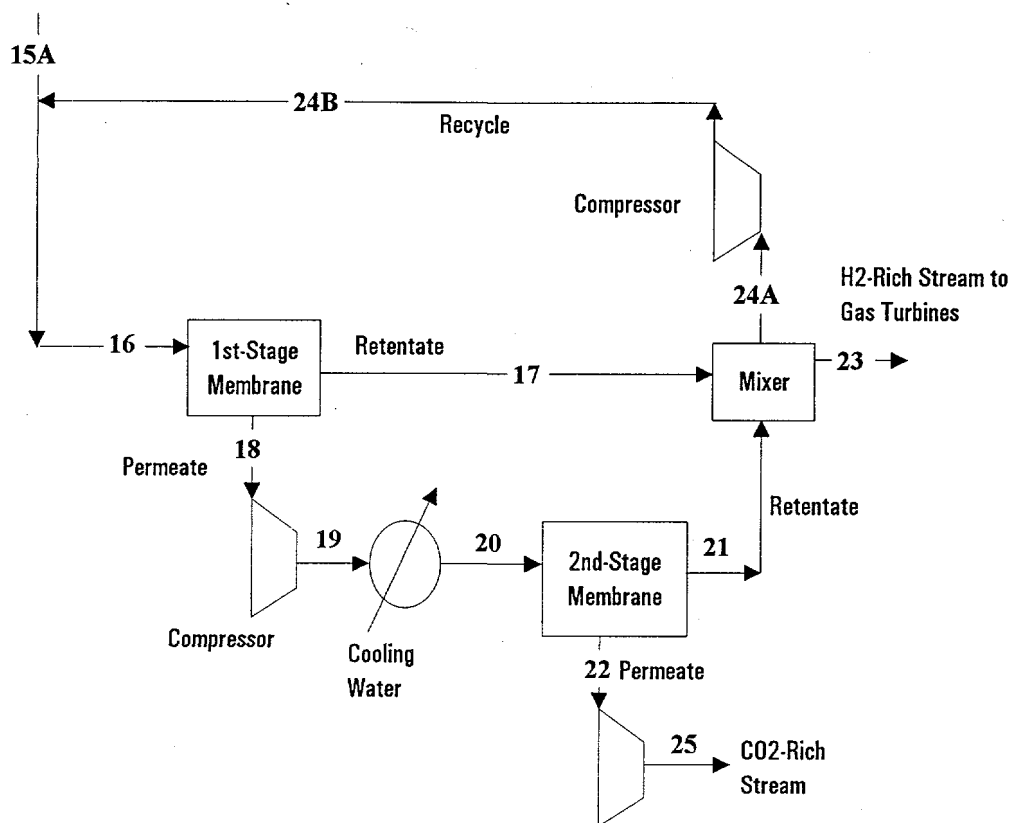 15A
24B
Recycle
Compressor
24A
H2-Rich Stream to
Gas Turbines
16
1st-Stage
Membrane
Retentate
17
Mixer
23
18
Permeate
19
20
2nd-Stage
Membrane
21
Retentate
Compressor
Cooling
Water
22 Permeate
25
CO2-Rich
Stream